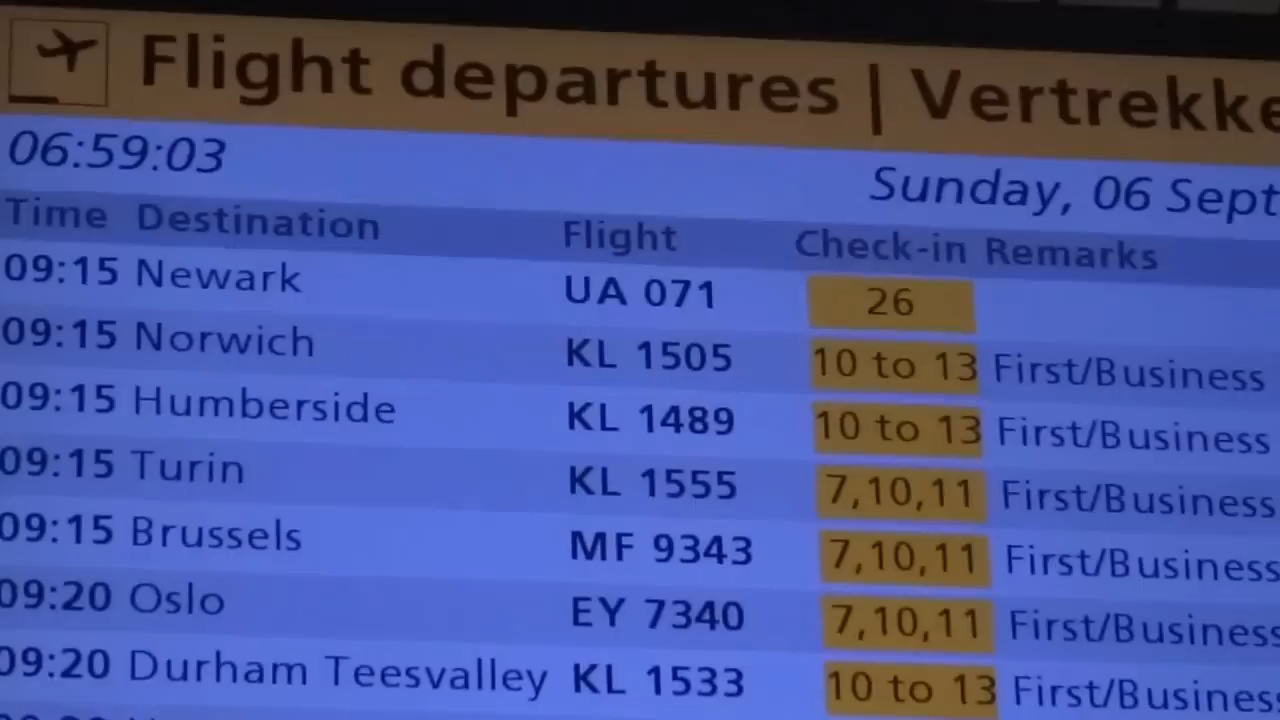 Flight departures | Vertrekke
06:59:03 Sunday, 06 Sept
Time Destination Flight Check-in Remarks
09:15 Newark UA 071 26
09:15 Norwich KL 1505 10 to 13 First/Business
09:15 Humberside KL 1489 10 to 13 First/Business
09:15 Turin KL 1555 7,10,11 First/Business
09:15 Brussels MF 9343 7,10,11 First/Business
09:20 Oslo EY 7340 7,10,11 First/Business
09:20 Durham Teesvalley KL 1533 10 to 13 First/Business